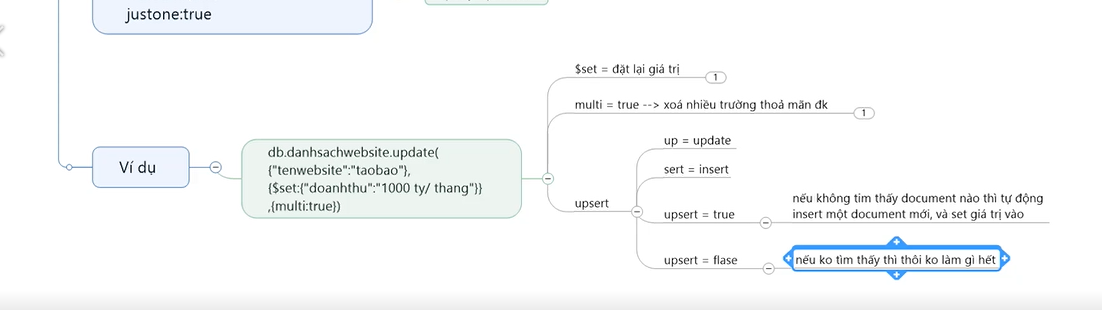 justone:true
$set = đặt lại giá trị
1
multi = true --> xoá nhiều trường thoả mãn đk
1
Ví dụ
db.danhsachwebsite.update(
{"tenwebsite":"taobao"},
{$set:{"doanhthu":"1000 ty/ thang"}}
,{multi:true})
upsert
up = update
sert = insert
upsert = true
nếu không tìm thấy document nào thì tự động
insert một document mới, và set giá trị vào
upsert = flase
nếu ko tìm thấy thì thôi ko làm gì hết